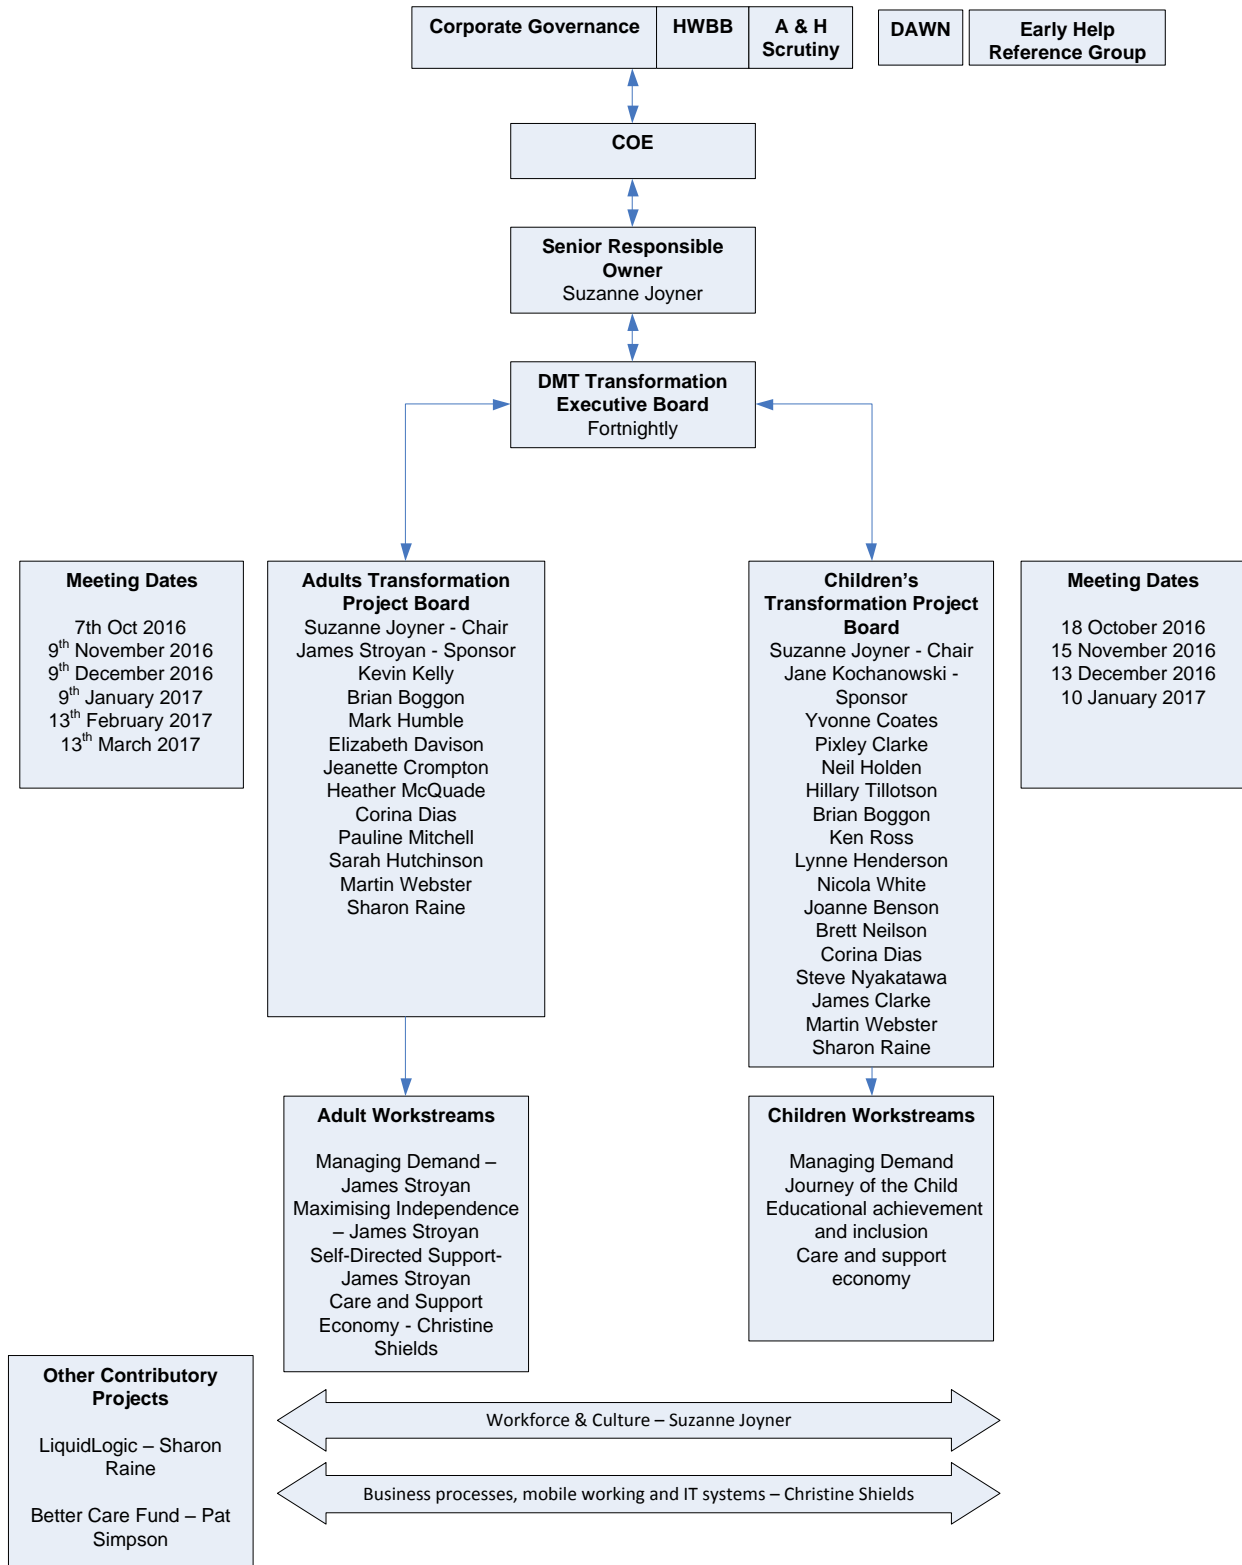 Corporate Governance
HWBB
A & H
Scrutiny
DAWN
Early Help
Reference Group
COE
Senior Responsible
Owner
Suzanne Joyner
DMT Transformation
Executive Board
Fortnightly
Meeting Dates
7th Oct 2016
9th November 2016
9th December 2016
9th January 2017
13th February 2017
13th March 2017
Adults Transformation
Project Board
Suzanne Joyner - Chair
James Stroyan - Sponsor
Kevin Kelly
Brian Boggon
Mark Humble
Elizabeth Davison
Jeanette Crompton
Heather McQuade
Corina Dias
Pauline Mitchell
Sarah Hutchinson
Martin Webster
Sharon Raine
Children’s
Transformation Project
Board
Suzanne Joyner - Chair
Jane Kochanowski -
Sponsor
Yvonne Coates
Pixley Clarke
Neil Holden
Hillary Tillotson
Brian Boggon
Ken Ross
Lynne Henderson
Nicola White
Joanne Benson
Brett Neilson
Corina Dias
Steve Nyakatawa
James Clarke
Martin Webster
Sharon Raine
Meeting Dates
18 October 2016
15 November 2016
13 December 2016
10 January 2017
Adult Workstreams
Managing Demand –
James Stroyan
Maximising Independence
– James Stroyan
Self-Directed Support-
James Stroyan
Care and Support
Economy - Christine
Shields
Children Workstreams
Managing Demand
Journey of the Child
Educational achievement
and inclusion
Care and support
economy
Other Contributory
Projects
LiquidLogic – Sharon
Raine
Better Care Fund – Pat
Simpson
Workforce & Culture – Suzanne Joyner
Business processes, mobile working and IT systems – Christine Shields